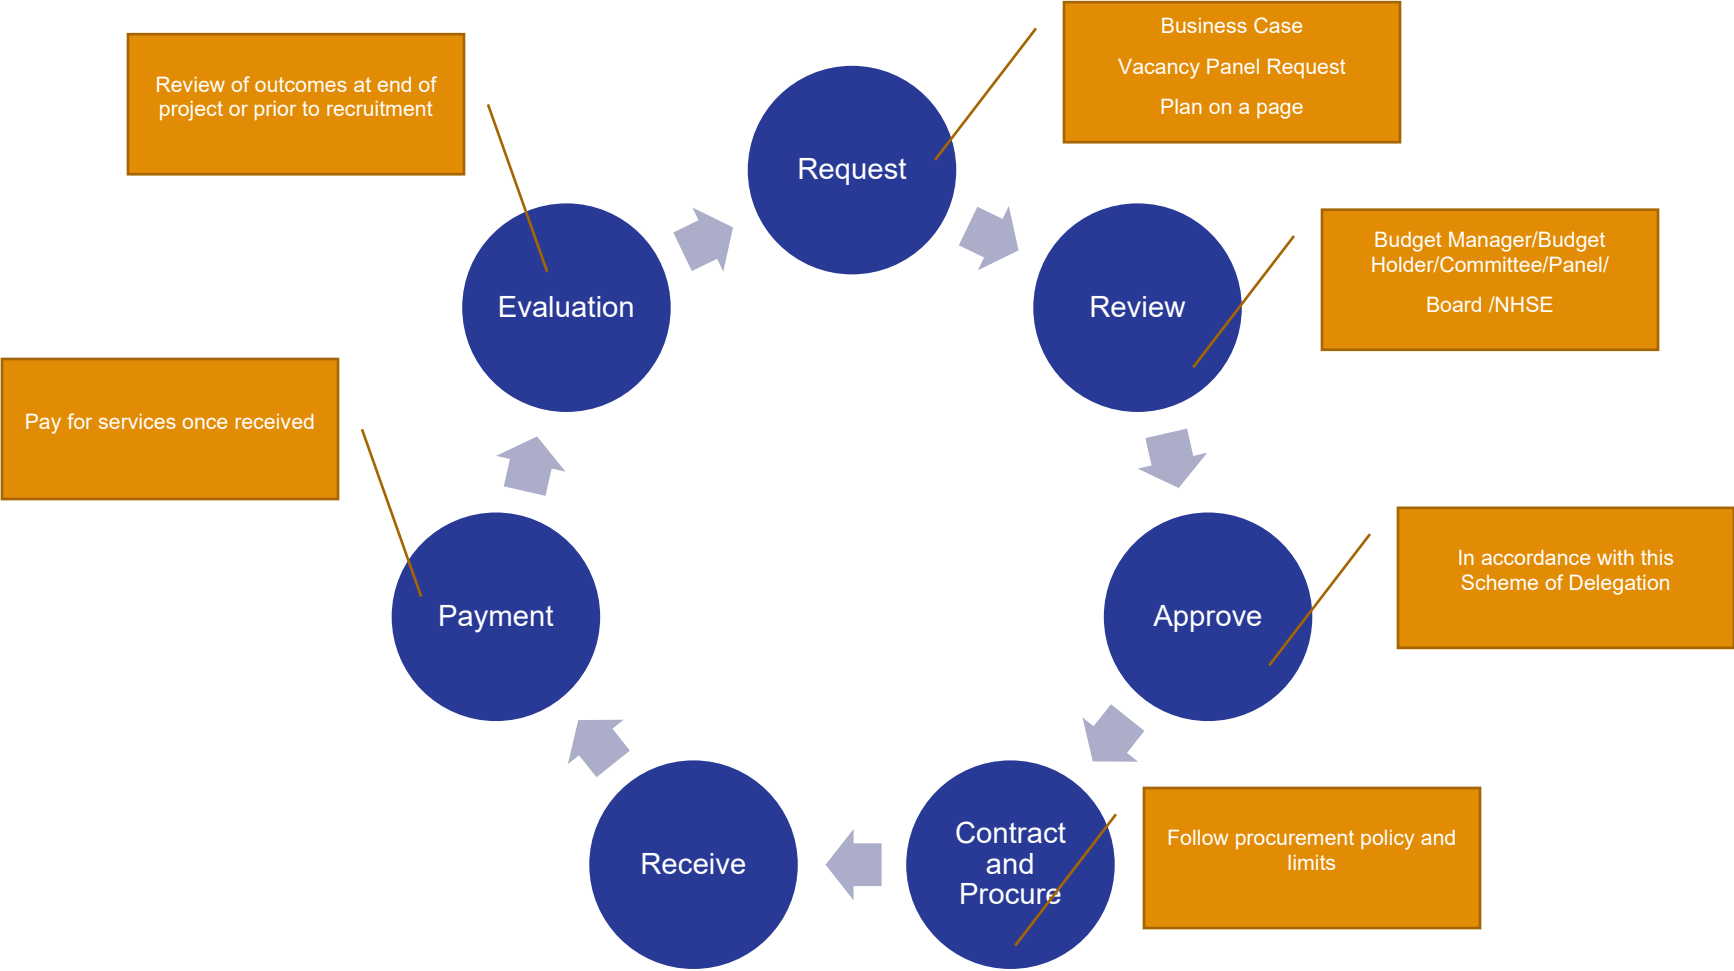 Business Case
Vacancy Panel Request
Plan on a page
Review of outcomes at end of
project or prior to recruitment
Request
Budget Manager/Budget
Holder/Committee/Panel/
Board /NHSE
Evaluation
Review
Pay for services once received
In accordance with this
Scheme of Delegation
Payment
Approve
Contract
and
Procure
Follow procurement policy and
limits
Receive